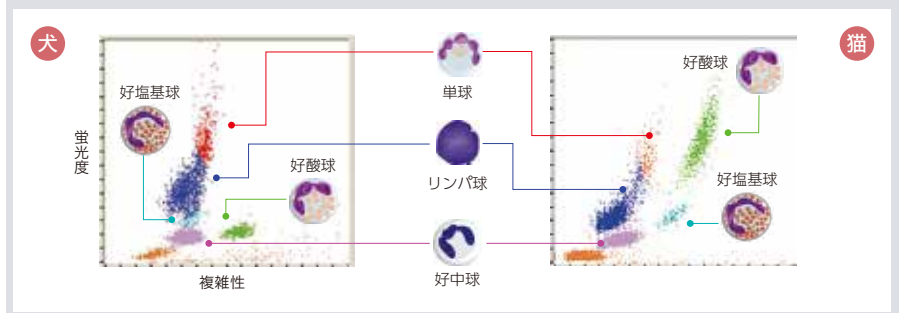 犬
猫
好塩基球
蛍光度
好酸球
複雑性
単球
リンパ球
好中球
好酸球
好塩基球